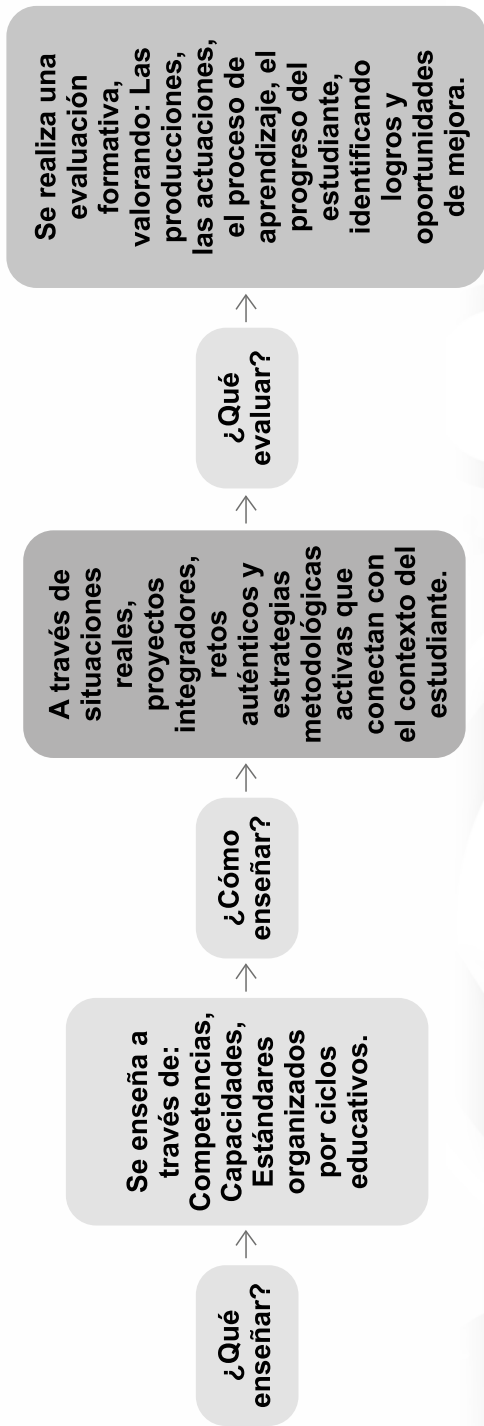 ¿Qué
enseñar?
Se enseña a
través de:
Competencias,
Capacidades,
Estándares
organizados
por ciclos
educativos.
¿Cómo
enseñar?
A través de
situaciones
reales,
proyectos
integradores,
retos
auténticos y
estrategias
metodológicas
activas que
conectan con
el contexto del
estudiante.
¿Qué
evaluar?
Se realiza una
evaluación
formativa,
valorando: Las
producciones,
las actuaciones,
el proceso de
aprendizaje, el
progreso del
estudiante,
identificando
logros y
oportunidades
de mejora.